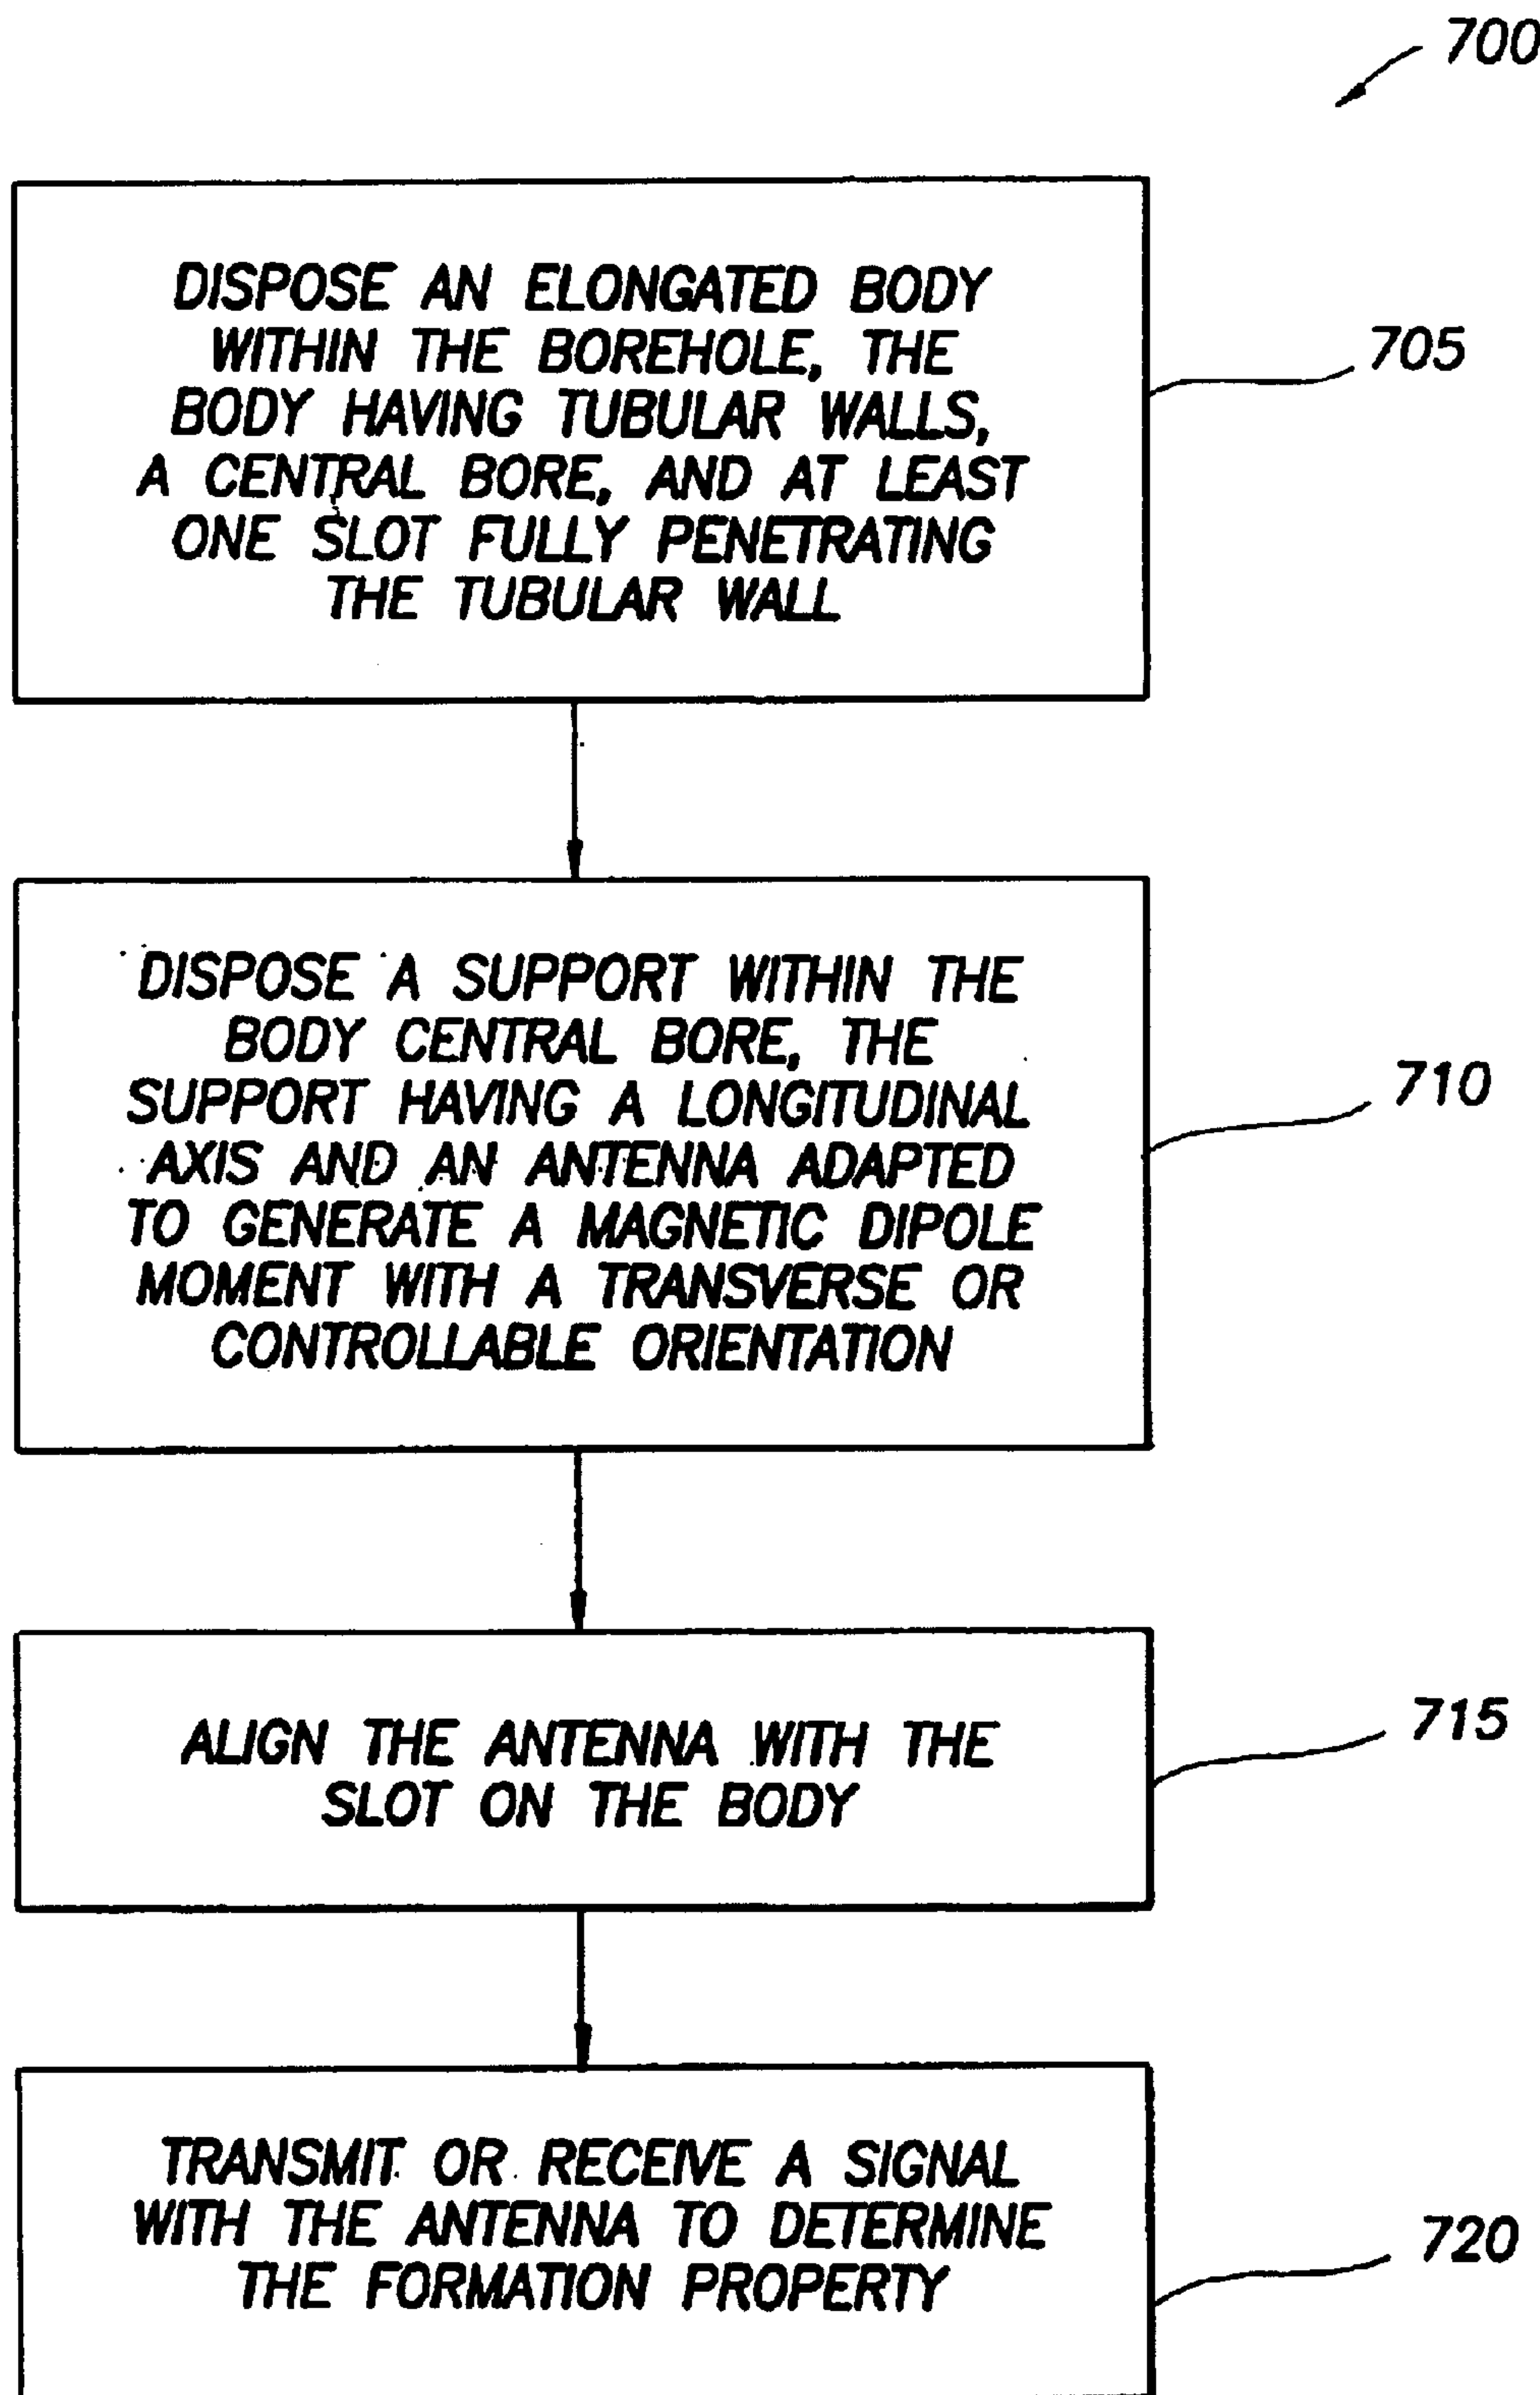 700
DISPOSE AN ELONGATED BODY
WITHIN THE BOREHOLE, THE
BODY HAVING TUBULAR WALLS,
A CENTRAL BORE, AND AT LEAST
ONE SLOT FULLY PENETRATING
THE TUBULAR WALL
705
DISPOSE A SUPPORT WITHIN THE
BODY CENTRAL BORE, THE
SUPPORT HAVING A LONGITUDINAL
AXIS AND AN ANTENNA ADAPTED
TO GENERATE A MAGNETIC DIPOLE
MOMENT WITH A TRANSVERSE OR
CONTROLLABLE ORIENTATION
710
ALIGN THE ANTENNA WITH THE
SLOT ON THE BODY
715
TRANSMIT OR RECEIVE A SIGNAL
WITH THE ANTENNA TO DETERMINE
THE FORMATION PROPERTY
720